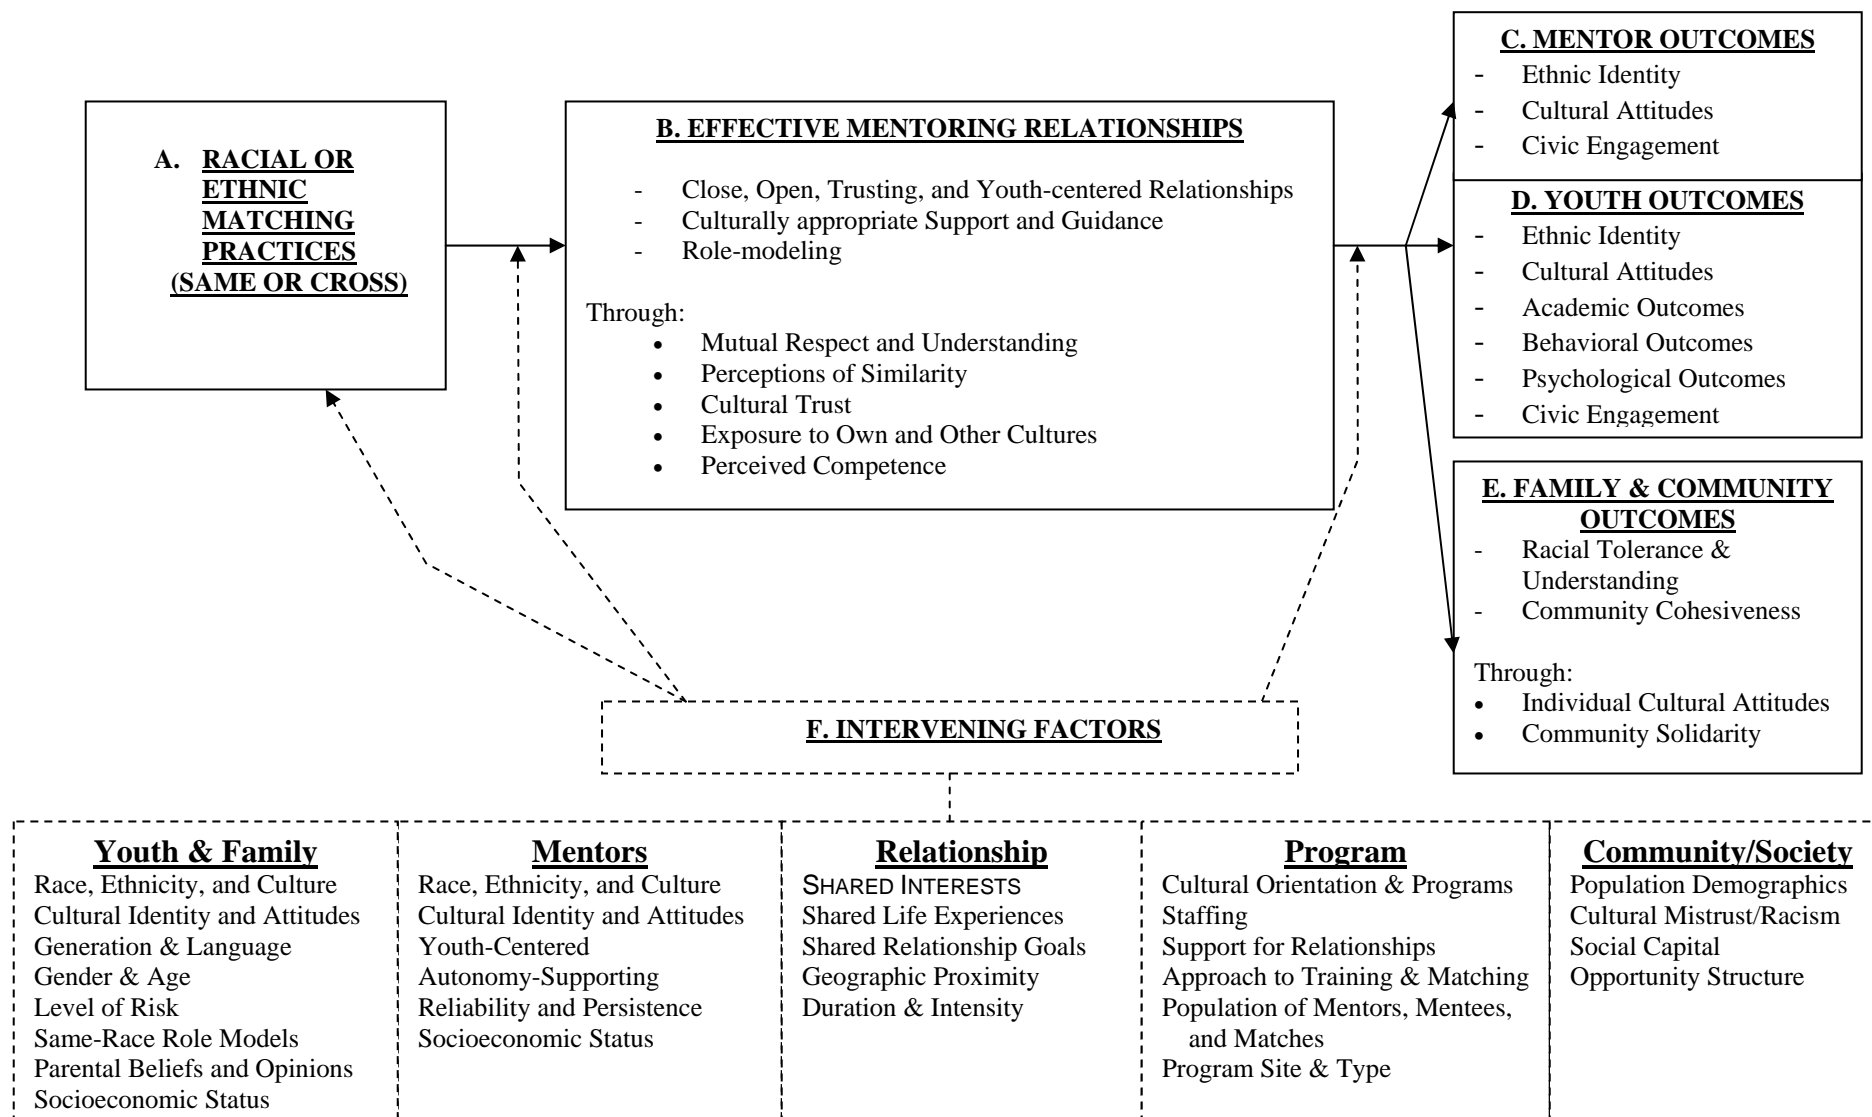 A. RACIAL OR
ETHNIC
MATCHING
PRACTICES
(SAME OR CROSS)
B. EFFECTIVE MENTORING RELATIONSHIPS
- Close, Open, Trusting, and Youth-centered Relationships
- Culturally appropriate Support and Guidance
- Role-modeling
Through:
• Mutual Respect and Understanding
• Perceptions of Similarity
• Cultural Trust
• Exposure to Own and Other Cultures
• Perceived Competence
C. MENTOR OUTCOMES
- Ethnic Identity
- Cultural Attitudes
- Civic Engagement
D. YOUTH OUTCOMES
- Ethnic Identity
- Cultural Attitudes
- Academic Outcomes
- Behavioral Outcomes
- Psychological Outcomes
- Civic Engagement
E. FAMILY & COMMUNITY
OUTCOMES
- Racial Tolerance &
Understanding
- Community Cohesiveness
Through:
• Individual Cultural Attitudes
• Community Solidarity
F. INTERVENING FACTORS
Youth & Family
Race, Ethnicity, and Culture
Cultural Identity and Attitudes
Generation & Language
Gender & Age
Level of Risk
Same-Race Role Models
Parental Beliefs and Opinions
Socioeconomic Status
Mentors
Race, Ethnicity, and Culture
Cultural Identity and Attitudes
Youth-Centered
Autonomy-Supporting
Reliability and Persistence
Socioeconomic Status
Relationship
SHARED INTERESTS
Shared Life Experiences
Shared Relationship Goals
Geographic Proximity
Duration & Intensity
Program
Cultural Orientation & Programs
Staffing
Support for Relationships
Approach to Training & Matching
Population of Mentors, Mentees,
and Matches
Program Site & Type
Community/Society
Population Demographics
Cultural Mistrust/Racism
Social Capital
Opportunity Structure